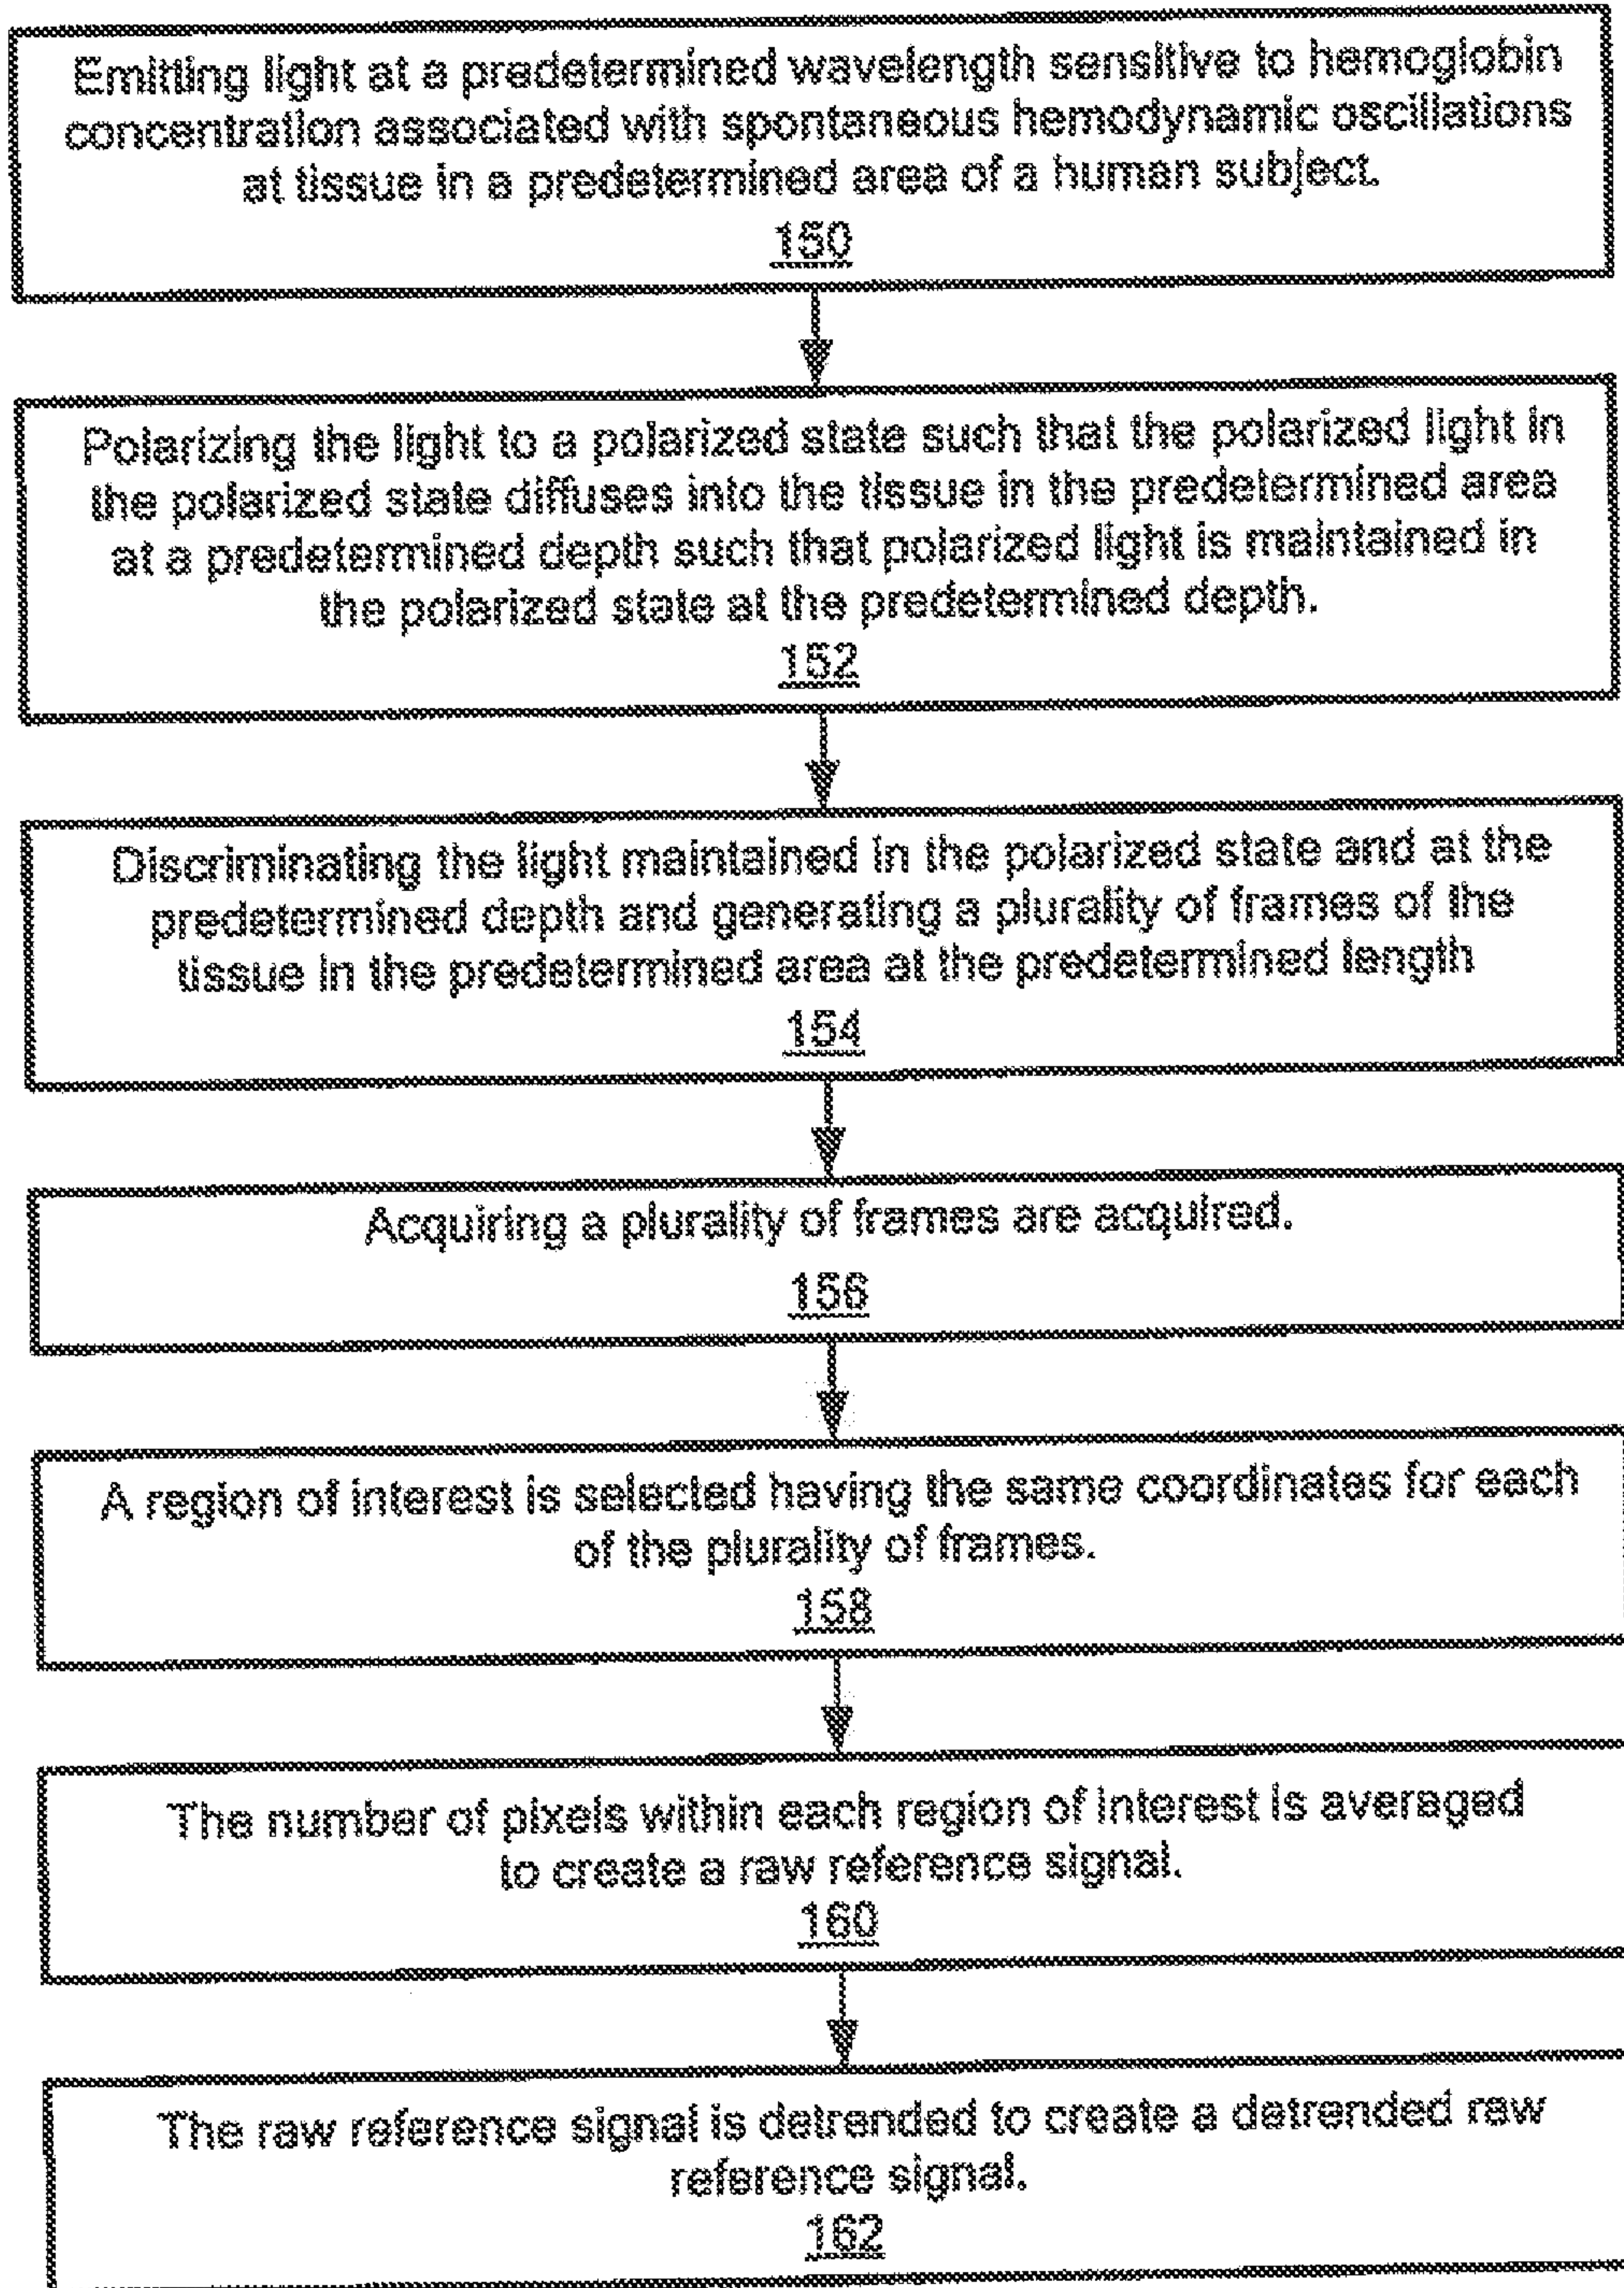 Emitting light at a predetermined wavelength sensitive to hemoglobin
concentration associated with spontaneous hemodynamic oscillations
at tissue in a predetermined area of a human subject.
150
Polarizing the light to a polarized state such that the polarized light in
the polarized state diffuses into the tissue in the predetermined area
at a predetermined depth such that polarized light is maintained in
the polarized state at the predetermined depth.
152
Discriminating the light maintained in the polarized state and at the
predetermined depth and generating a plurality of frames of the
tissue in the predetermined area at the predetermined length
154
Acquiring a plurality of frames are acquired.
156
A region of interest is selected having the same coordinates for each
of the plurality of frames.
158
The number of pixels within each region of interest is averaged
to create a raw reference signal.
160
The raw reference signal is detrended to create a detrended raw
reference signal.
162